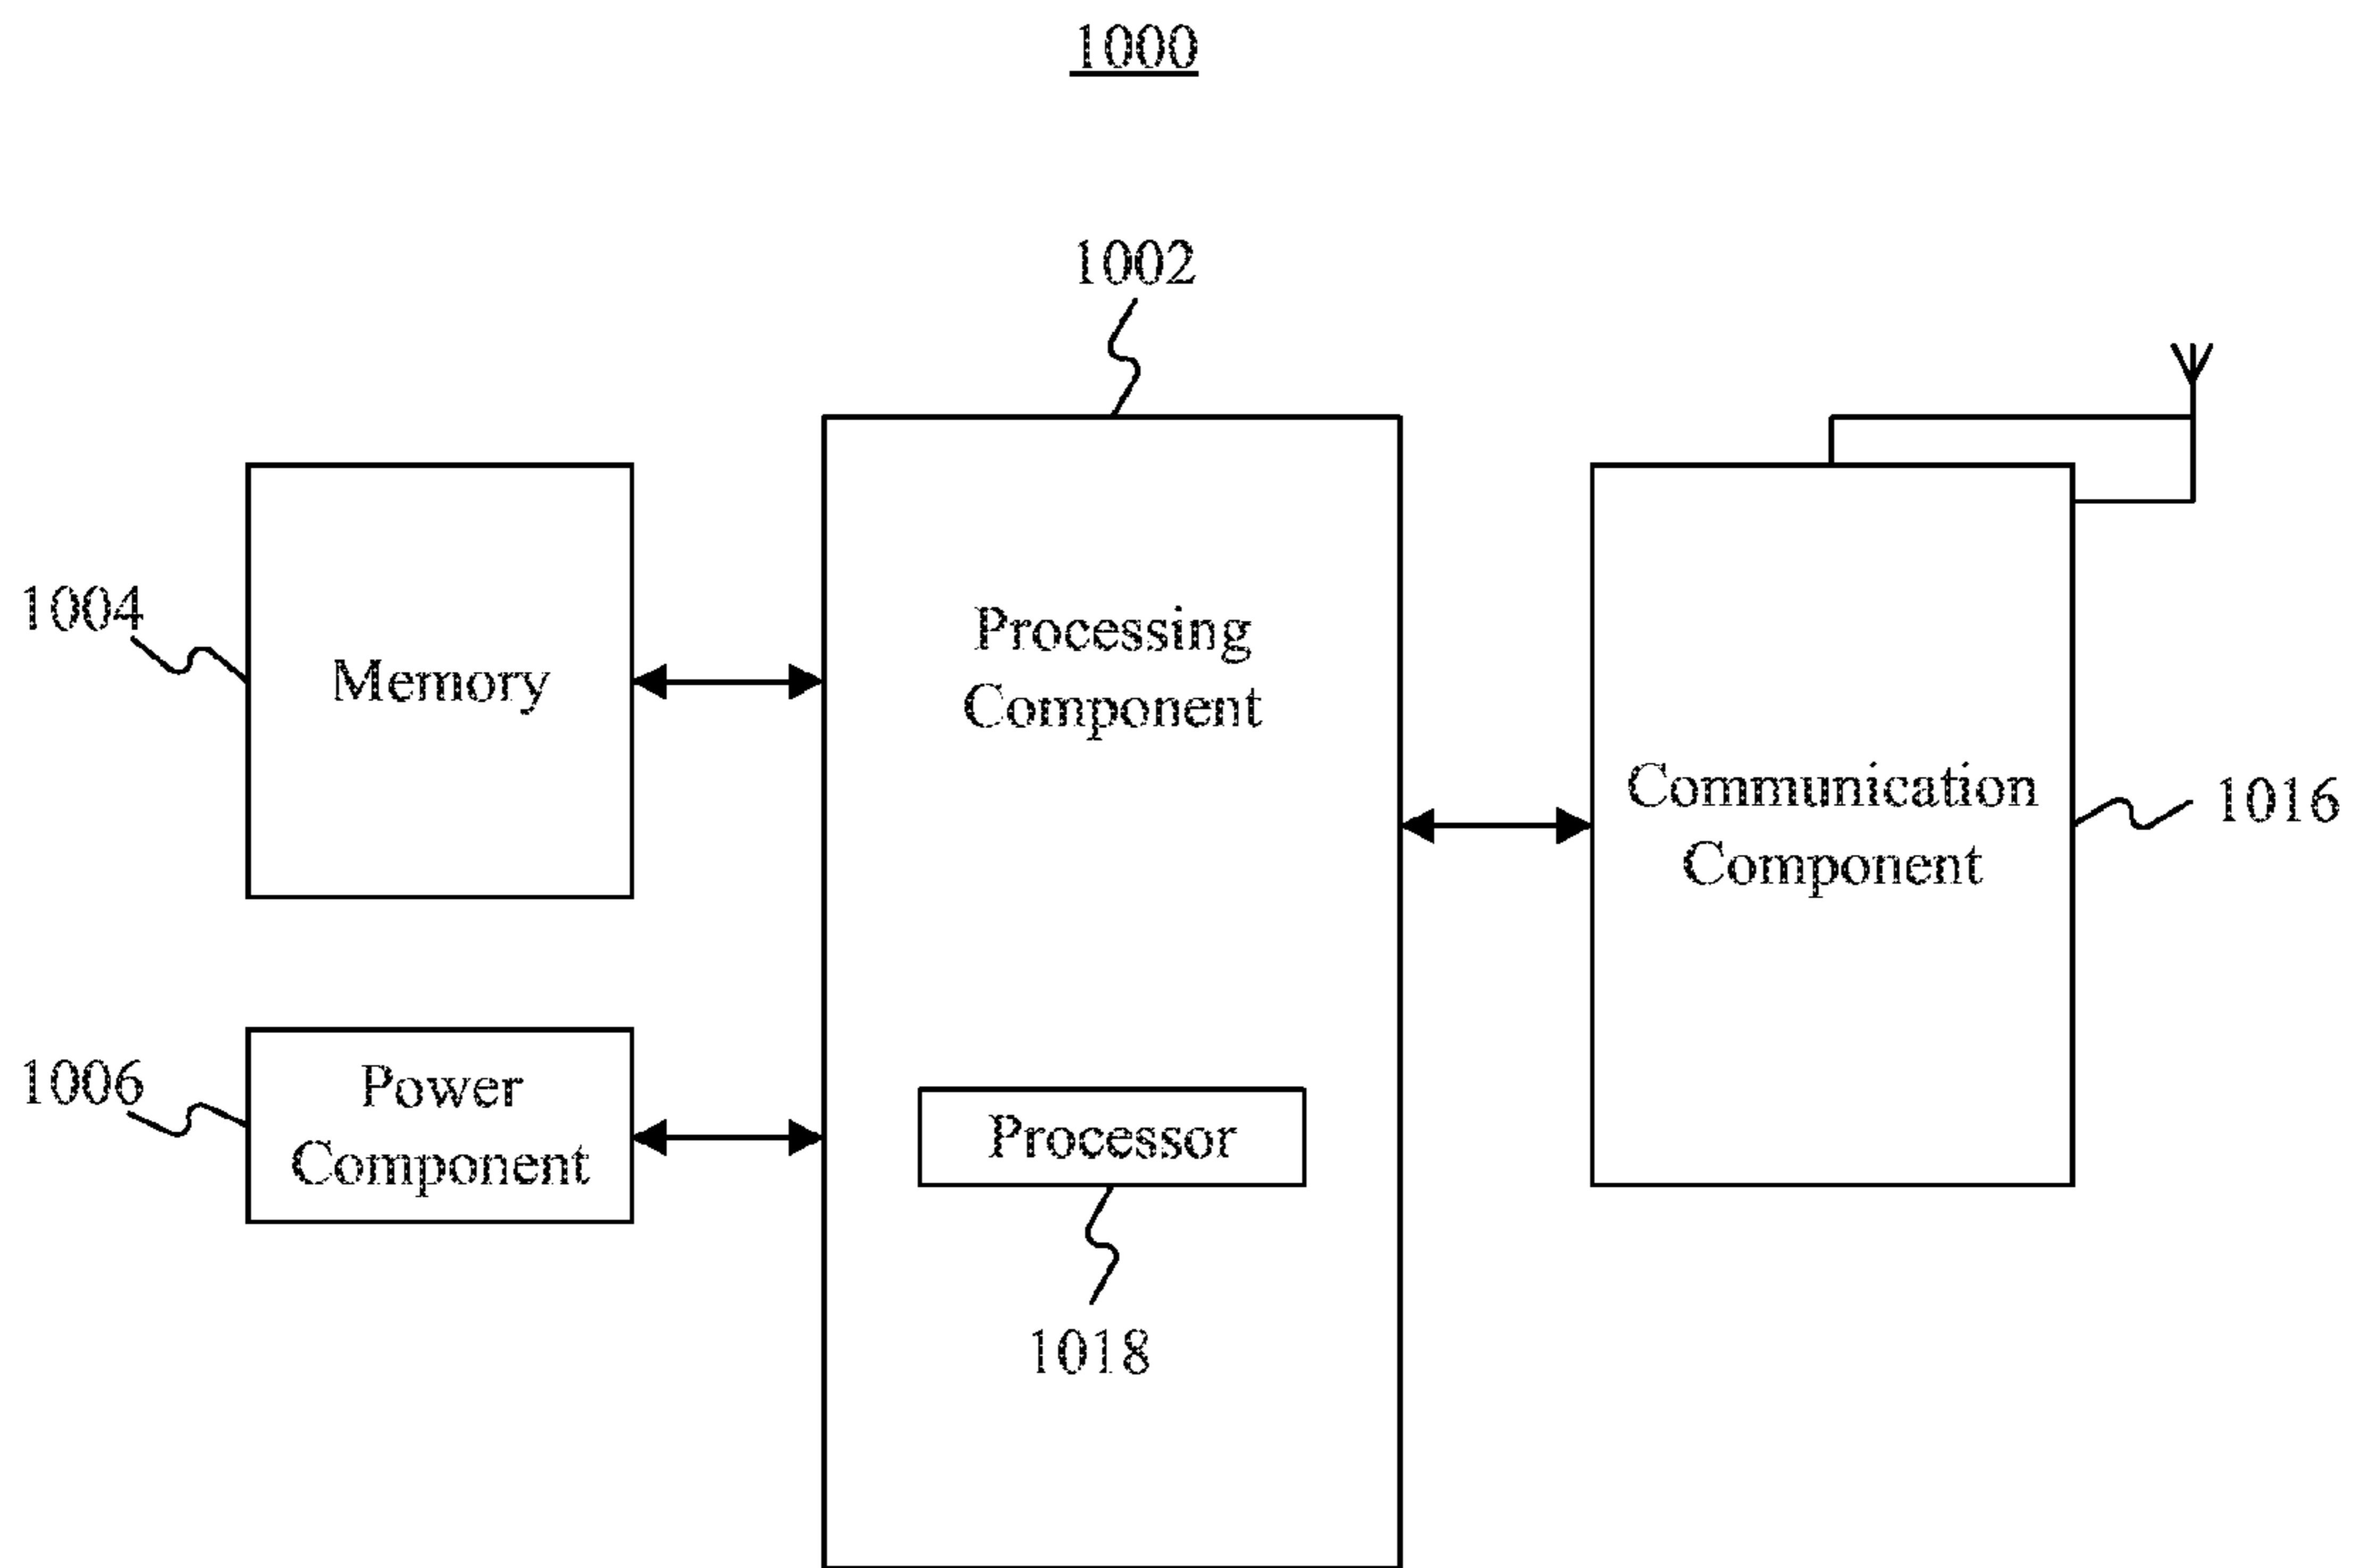 1000
1002
1004
Memory
Processing
Component
Communication
Component
1016
1006
Power
Component
Processor
1018